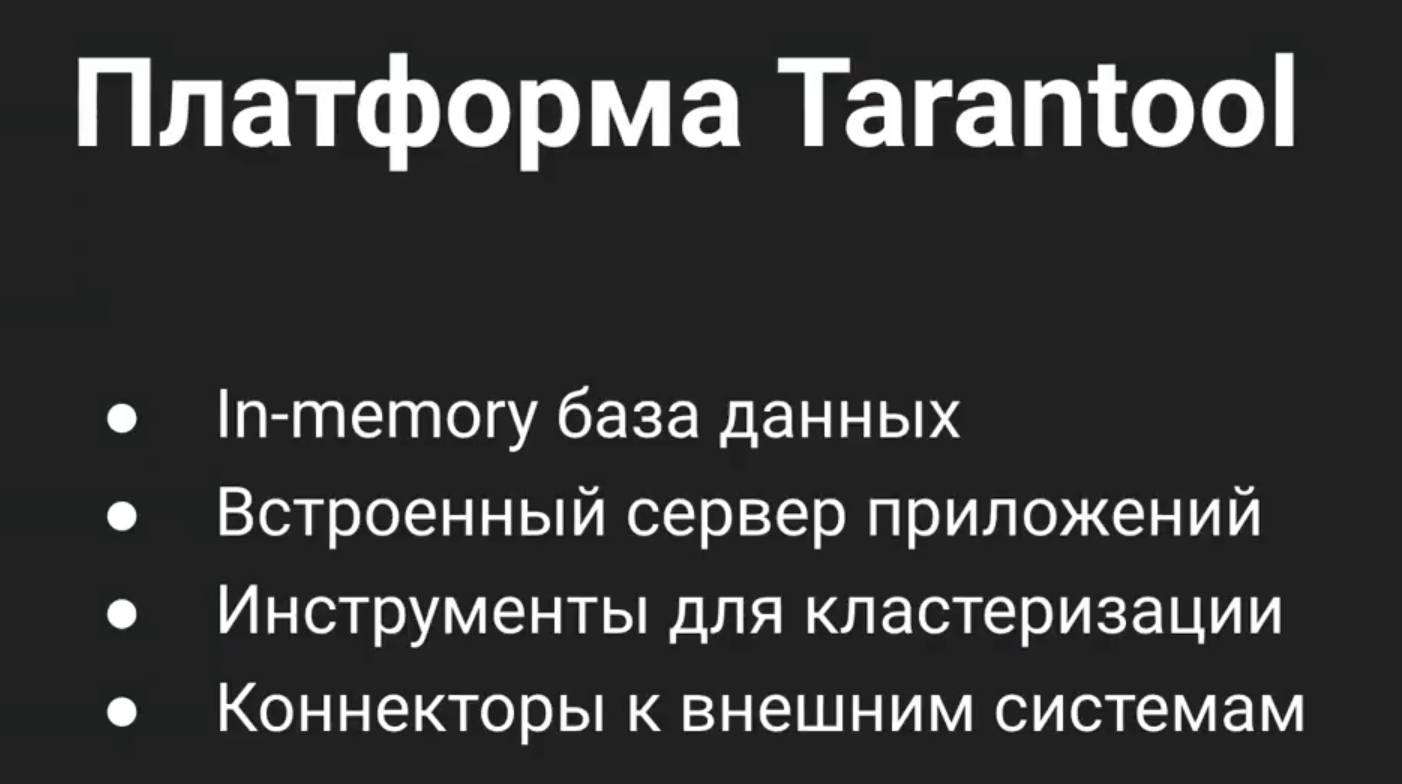 Платформа Tarantool
● In-memory база данных
● Встроенный сервер приложений
● Инструменты для кластеризации
● Коннекторы к внешним системам